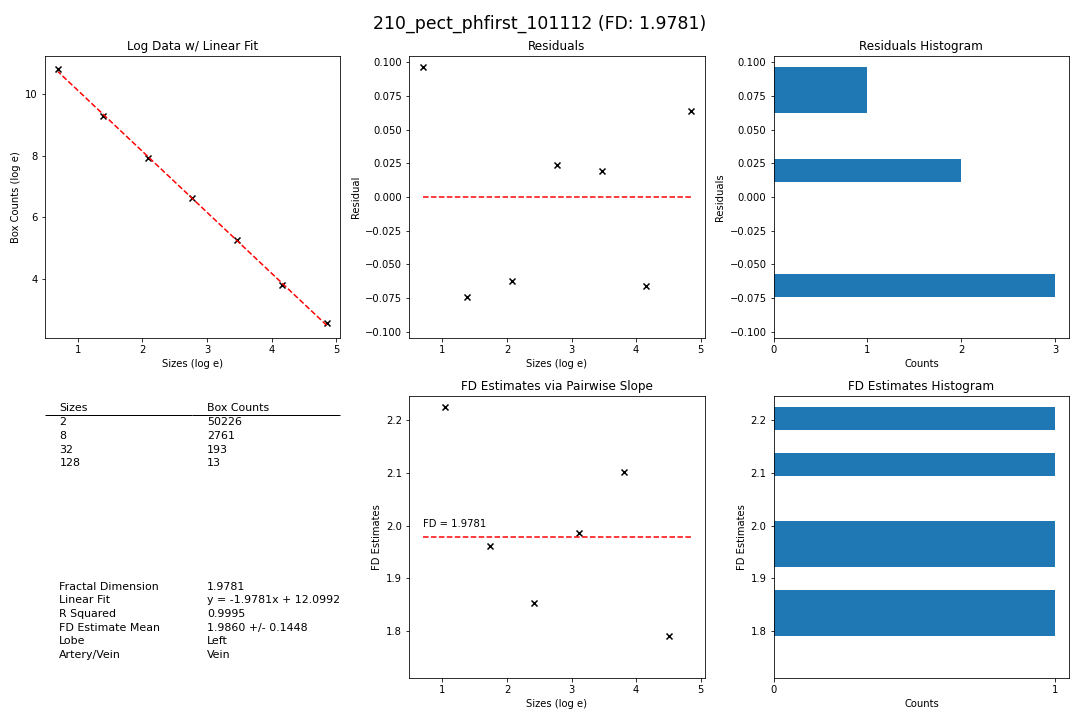 210_pect_phfirst_101112 (FD: 1.9781)
Log Data w/ Linear Fit
10
8
6
4
Box Counts (log e)
1 2 3 4 5
Sizes (log e)
Residuals
0.100
0.075
0.050
0.025
0.000
−0.025
−0.050
−0.075
−0.100
Residual
1 2 3 4 5
Sizes (log e)
Residuals Histogram
0.100
0.075
0.050
0.025
0.000
−0.025
−0.050
−0.075
−0.100
Residuals
0 1 2 3
Counts
Sizes Box Counts
2 50226
8 2761
32 193
128 13
Fractal Dimension 1.9781
Linear Fit y = -1.9781x + 12.0992
R Squared 0.9995
FD Estimate Mean 1.9860 +/- 0.1448
Lobe Left
Artery/Vein Vein
FD Estimates via Pairwise Slope
2.2
2.1
2.0
1.9
1.8
FD Estimates
FD = 1.9781
1 2 3 4 5
Sizes (log e)
FD Estimates Histogram
2.2
2.1
2.0
1.9
1.8
FD Estimates
0 1
Counts